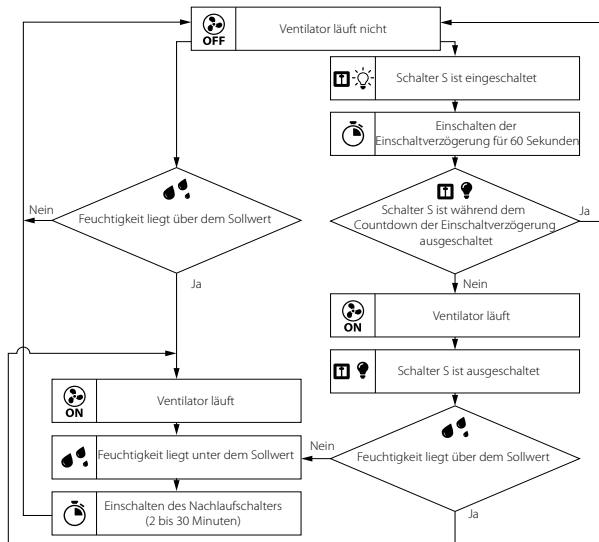 OFF
Ventilator läuft nicht
Schalter S ist eingeschaltet
Einschalten der
Einschaltverzögerung für 60 Sekunden
Nein
Feuchtigkeit liegt über dem Sollwert
Ja
Schalter S ist während dem
Countdown der Einschaltverzögerung
ausgeschaltet
Ja
Nein
ON
Ventilator läuft
Schalter S ist ausgeschaltet
ON
Ventilator läuft
Feuchtigkeit liegt unter dem Sollwert
Nein
Feuchtigkeit liegt über dem Sollwert
Einschalten des Nachlaufschalters
(2 bis 30 Minuten)
Ja